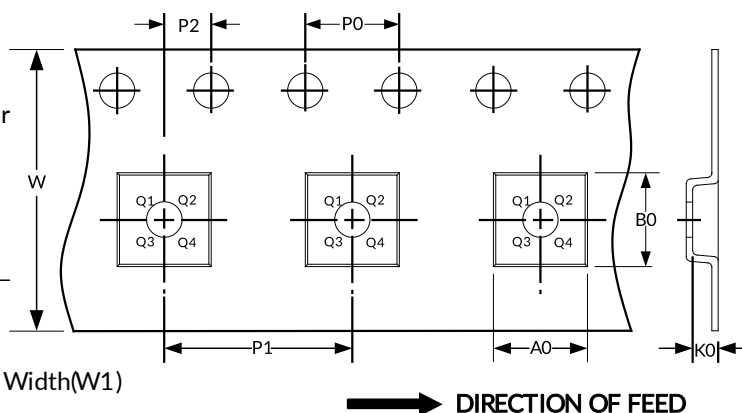 P2
P0
r
W
Q1 Q2
Q3 Q4
Q1 Q2
Q3 Q4
Q1 Q2
Q3 Q4
B0
P1
A0
K0
Width(W1)
DIRECTION OF FEED